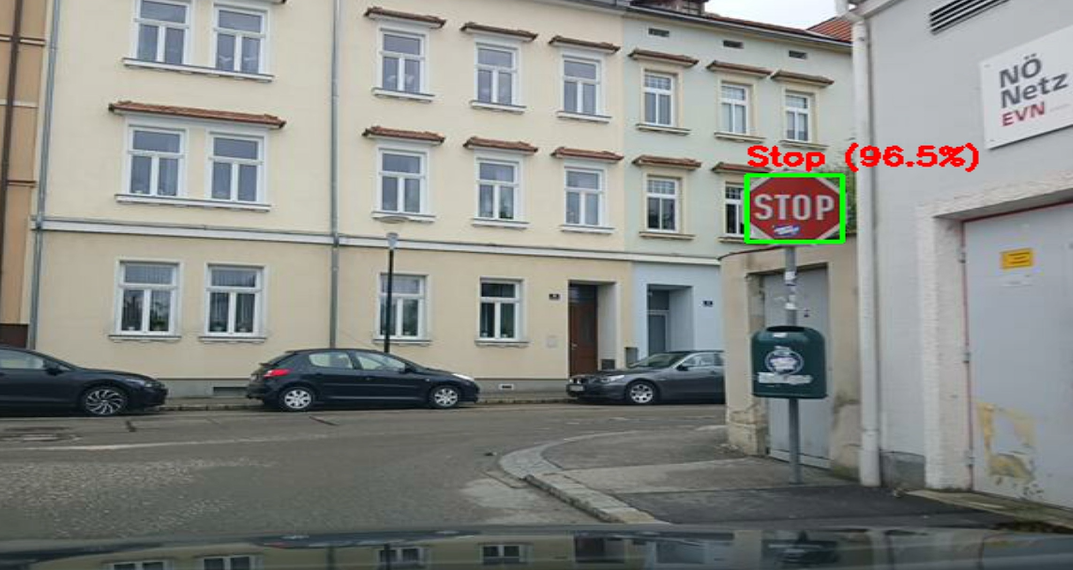 Stop (96.5%)
STOP
NÖ
Netz
EVN